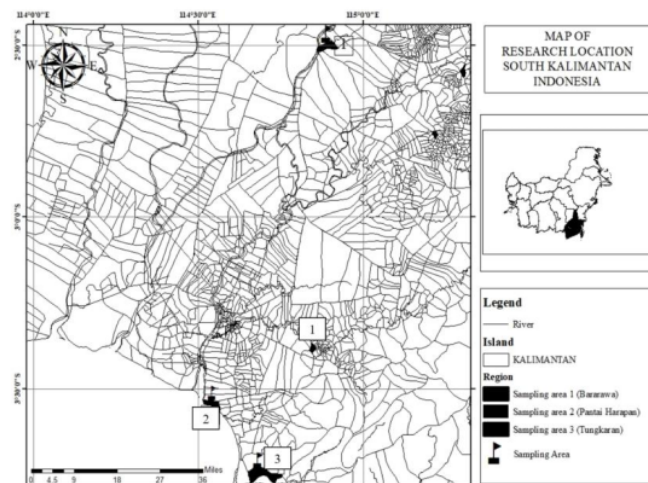 114°0'0"E
114°30'0"E
115°0'0"E
N
W
E
S
2°30'0"S
3°0'0"S
3°30'0"S
1
1
2
3
Miles
0 4.5 9 18 27 36
MAP OF
RESEARCH LOCATION
SOUTH KALIMANTAN
INDONESIA
Legend
River
Island
KALIMANTAN
Region
Sampling area 1 (Bararawa)
Sampling area 2 (Pantai Harapan)
Sampling area 3 (Tungkaran)
Sampling Area